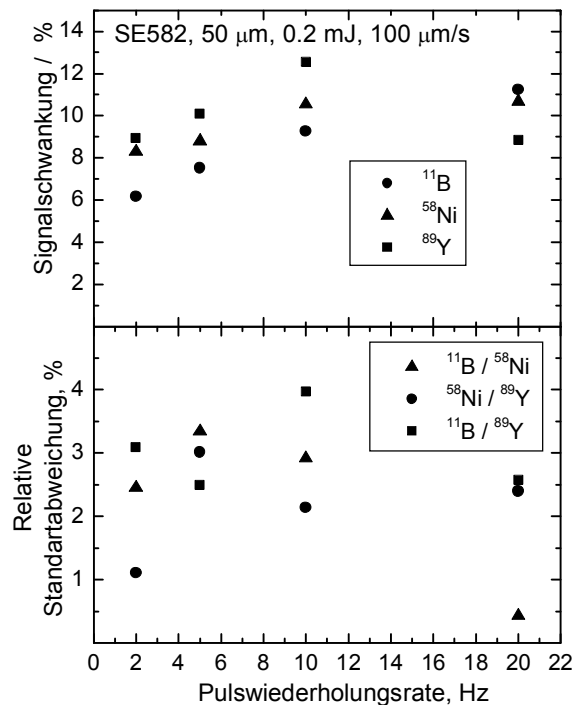 SE582, 50 µm, 0.2 mJ, 100 µm/s
Signalschwankung / %
14
12
10
8
6
4
2
¹¹B
⁵⁸Ni
⁸⁹Y
Relative
Standartabweichung, %
4
3
2
1
¹¹B / ⁵⁸Ni
⁵⁸Ni / ⁸⁹Y
¹¹B / ⁸⁹Y
0 2 4 6 8 10 12 14 16 18 20 22
Pulswiederholungsrate, Hz